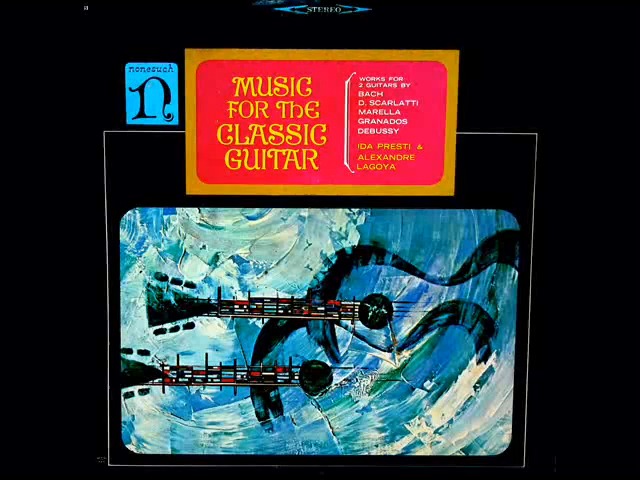 STEREO
nonesuch
n
MUSIC
FOR THE
CLASSIC
GUITAR
WORKS FOR
2 GUITARS BY
BACH
D. SCARLATTI
MARELLA
GRANADOS
DEBUSSY
IDA PRESTI &
ALEXANDRE
LAGOYA